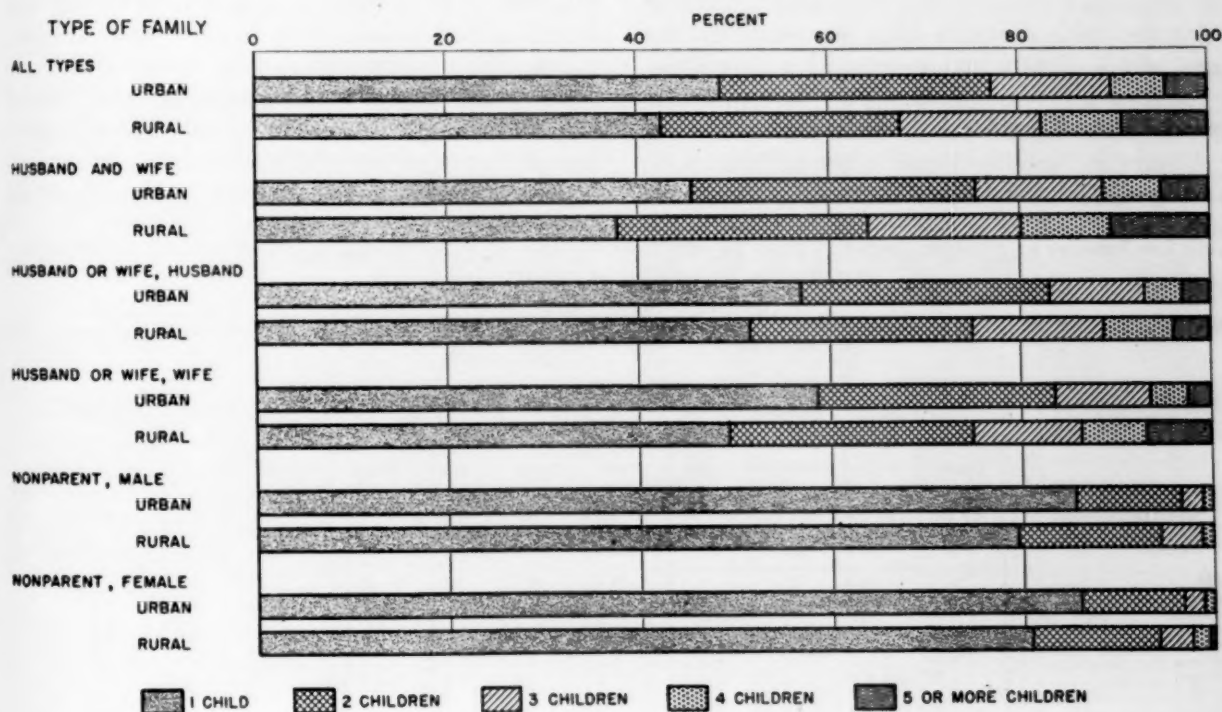 TYPE OF FAMILY
PERCENT
0 20 40 60 80 100
ALL TYPES
URBAN
RURAL
HUSBAND AND WIFE
URBAN
RURAL
HUSBAND OR WIFE, HUSBAND
URBAN
RURAL
HUSBAND OR WIFE, WIFE
URBAN
RURAL
NONPARENT, MALE
URBAN
RURAL
NONPARENT, FEMALE
URBAN
RURAL
1 CHILD 2 CHILDREN 3 CHILDREN 4 CHILDREN 5 OR MORE CHILDREN